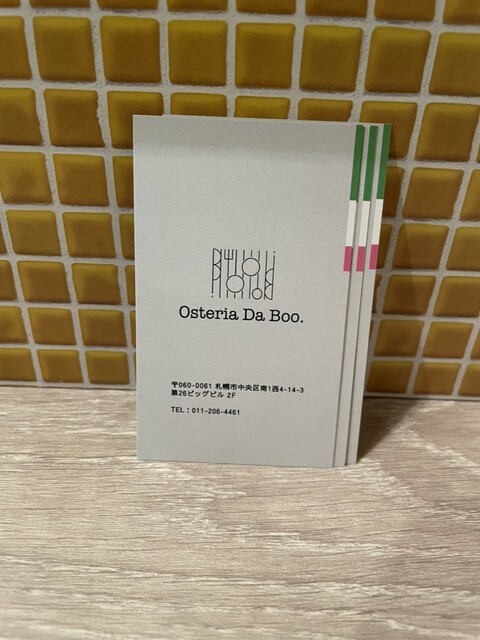 Osteria Da Boo.
〒060-0061 札幌市中央区南1西4-14-3
第26ビッグビル 2F
TEL：011-206-4461